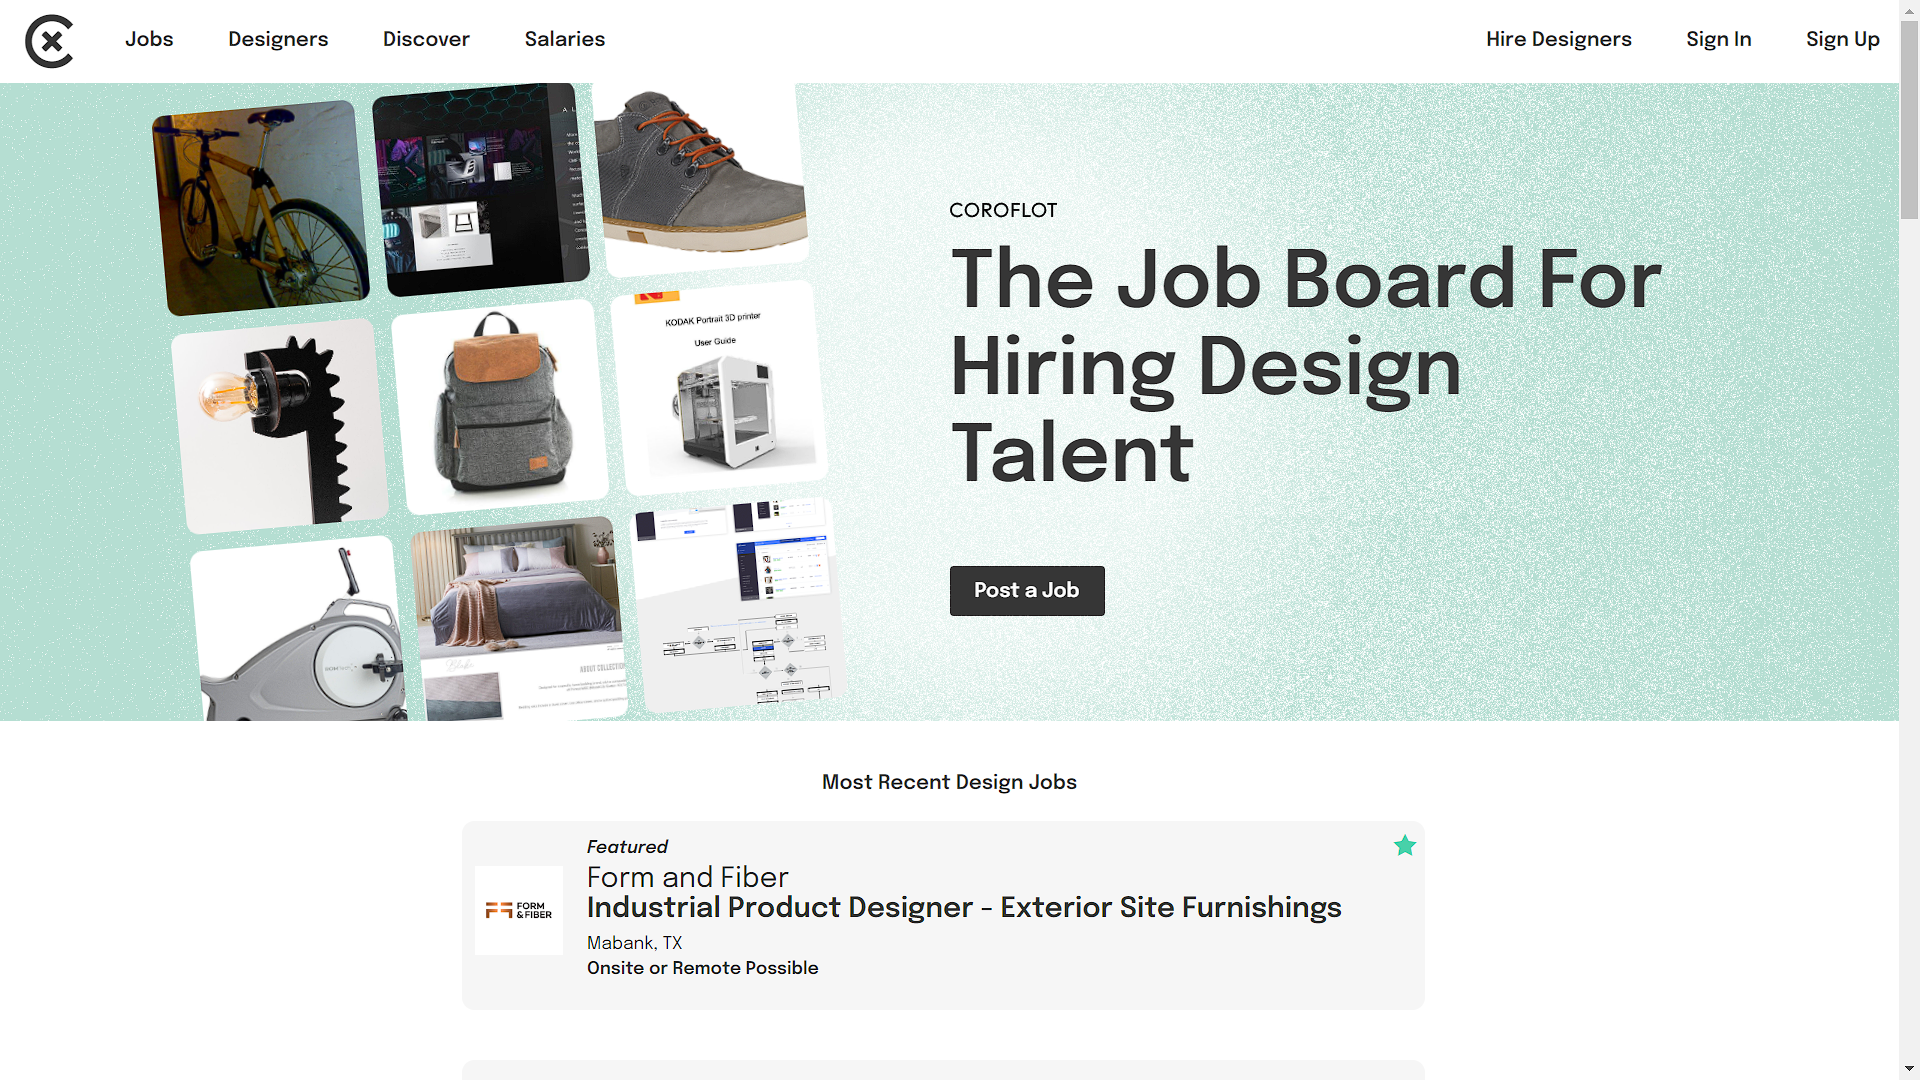 Jobs
Designers
Discover
Salaries
Hire Designers
Sign In
Sign Up
KODAK Portrait 3D printer
User Guide
ABOUT COLLECTION
COROFLOT
The Job Board For
Hiring Design
Talent
Post a Job
Most Recent Design Jobs
Featured
Form and Fiber
FORM
& FIBER
Industrial Product Designer - Exterior Site Furnishings
Mabank, TX
Onsite or Remote Possible